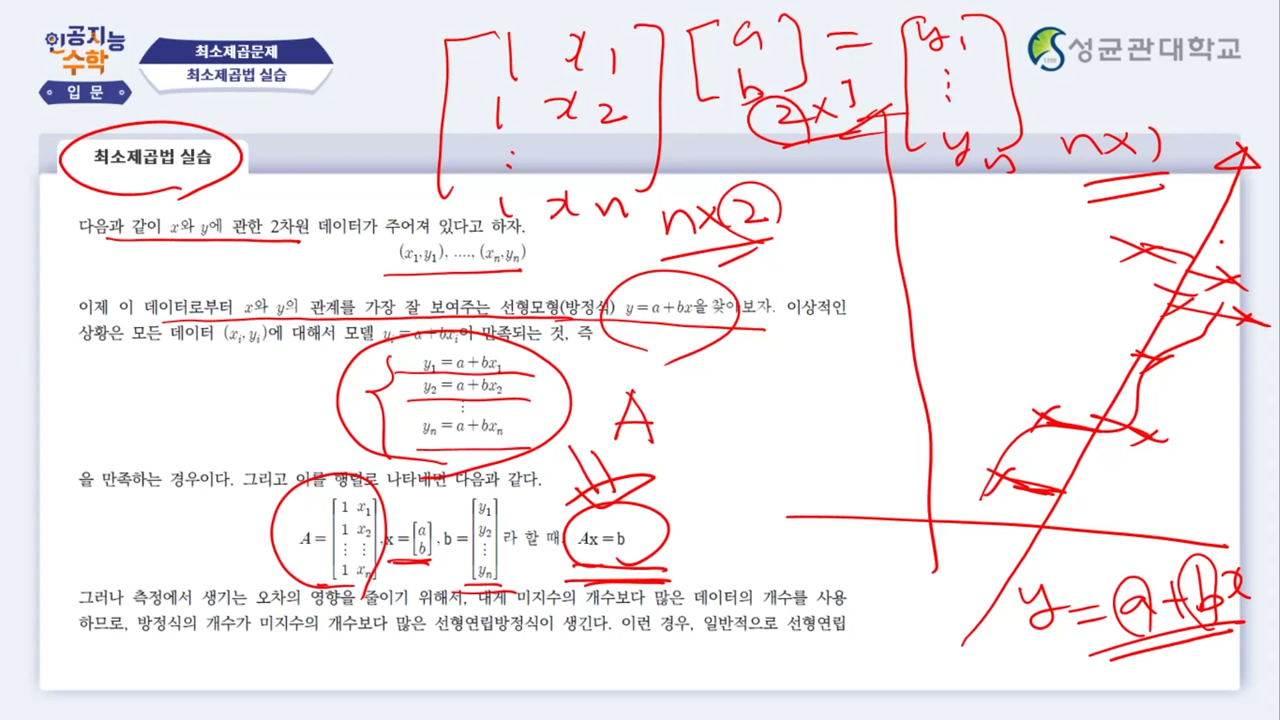 인공지능
수학
입문
최소제곱문제
최소제곱법 실습
성균관대학교
[1 x1
1 x2
⋮
1 xn] [a
b] = [y1
⋮
yn]
n×2
2×1
n×1
최소제곱법 실습
다음과 같이 x와 y에 관한 2차원 데이터가 주어져 있다고 하자.
(x1,y1), ...., (xn,yn)
이제 이 데이터로부터 x와 y의 관계를 가장 잘 보여주는 선형모형(방정식) y=a+bx을 찾아보자. 이상적인
상황은 모든 데이터 (xi,yi)에 대해서 모델 yi=a+bxi이 만족되는 것, 즉
y1=a+bx1
y2=a+bx2
⋮
yn=a+bxn
A
을 만족하는 경우이다. 그리고 이를 행렬로 나타내면 다음과 같다.
A=[1 x1
1 x2
⋮ ⋮
1 xn], x=[a
b], b=[y1
y2
⋮
yn] 라 할 때, Ax=b
그러나 측정에서 생기는 오차의 영향을 줄이기 위해서, 대게 미지수의 개수보다 많은 데이터의 개수를 사용
하므로, 방정식의 개수가 미지수의 개수보다 많은 선형연립방정식이 생긴다. 이런 경우, 일반적으로 선형연립
y=a+bx